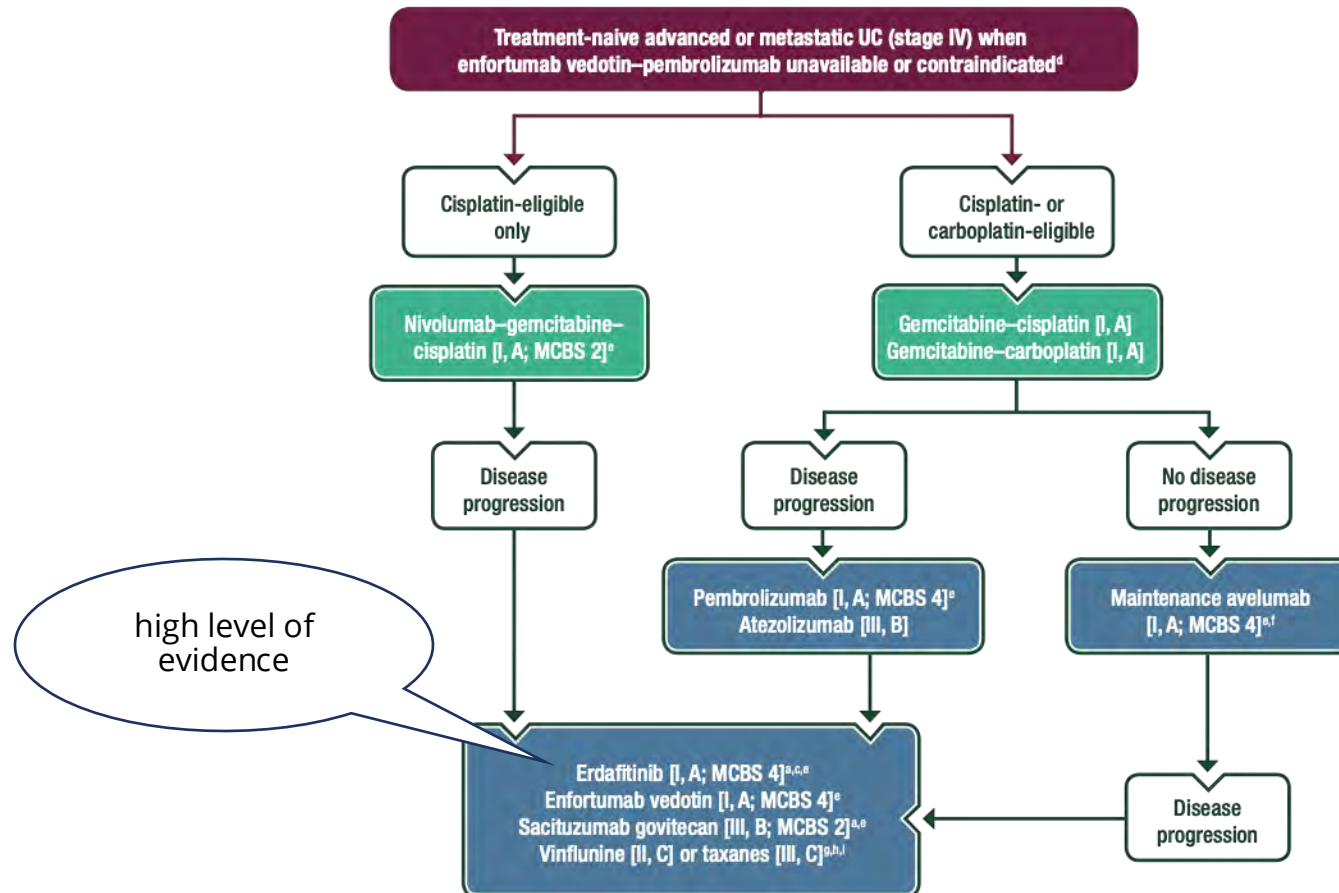 Treatment-naive advanced or metastatic UC (stage IV) when
enfortumab vedotin–pembrolizumab unavailable or contraindicatedᵈ
Cisplatin-eligible
only
Cisplatin- or
carboplatin-eligible
Nivolumab–gemcitabine–
cisplatin [I, A; MCBS 2]ᵉ
Gemcitabine–cisplatin [I, A]
Gemcitabine–carboplatin [I, A]
Disease
progression
Disease
progression
No disease
progression
Pembrolizumab [I, A; MCBS 4]ᵉ
Atezolizumab [III, B]
Maintenance avelumab
[I, A; MCBS 4]ᵉ,ᶠ
high level of
evidence
Erdafitinib [I, A; MCBS 4]ᵃ,ᶜ,ᵉ
Enfortumab vedotin [I, A; MCBS 4]ᵉ
Sacituzumab govitecan [III, B; MCBS 2]ᵃ,ᵉ
Vinflunine [II, C] or taxanes [III, C]ᵍ,ʰ,ⁱ
Disease
progression